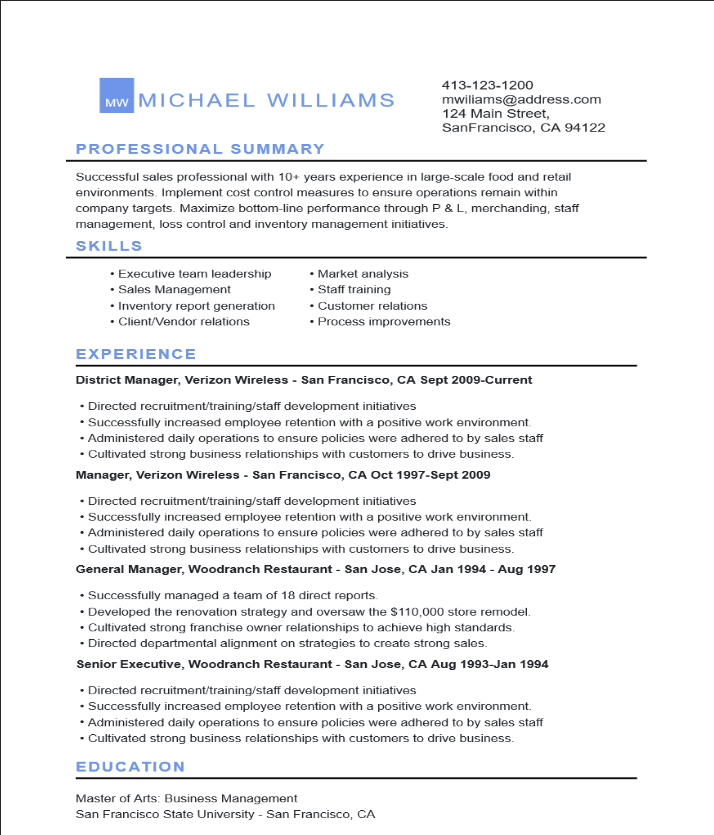 MW MICHAEL WILLIAMS
413-123-1200
mwiliams@address.com
124 Main Street,
SanFrancisco, CA 94122
PROFESSIONAL SUMMARY
Successful sales professional with 10+ years experience in large-scale food and retail
environments. Implement cost control measures to ensure operations remain within
company targets. Maximize bottom-line performance through P & L, merchanding, staff
management, loss control and inventory management initiatives.
SKILLS
• Executive team leadership • Market analysis
• Sales Management • Staff training
• Inventory report generation • Customer relations
• Client/Vendor relations • Process improvements
EXPERIENCE
District Manager, Verizon Wireless - San Francisco, CA Sept 2009-Current
• Directed recruitment/training/staff development initiatives
• Successfully increased employee retention with a positive work environment.
• Administered daily operations to ensure policies were adhered to by sales staff
• Cultivated strong business relationships with customers to drive business.
Manager, Verizon Wireless - San Francisco, CA Oct 1997-Sept 2009
• Directed recruitment/training/staff development initiatives
• Successfully increased employee retention with a positive work environment.
• Administered daily operations to ensure policies were adhered to by sales staff
• Cultivated strong business relationships with customers to drive business.
General Manager, Woodranch Restaurant - San Jose, CA Jan 1994 - Aug 1997
• Successfully managed a team of 18 direct reports.
• Developed the renovation strategy and oversaw the $110,000 store remodel.
• Cultivated strong franchise owner relationships to achieve high standards.
• Directed departmental alignment on strategies to create strong sales.
Senior Executive, Woodranch Restaurant - San Jose, CA Aug 1993-Jan 1994
• Directed recruitment/training/staff development initiatives
• Successfully increased employee retention with a positive work environment.
• Administered daily operations to ensure policies were adhered to by sales staff
• Cultivated strong business relationships with customers to drive business.
EDUCATION
Master of Arts: Business Management
San Francisco State University - San Francisco, CA